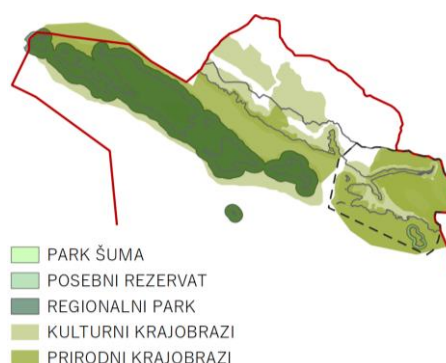 PARK ŠUMA
POSEBNI REZERVAT
REGIONALNI PARK
KULTURNI KRAJOBRAZI
PRIRODNI KRAJOBRAZI